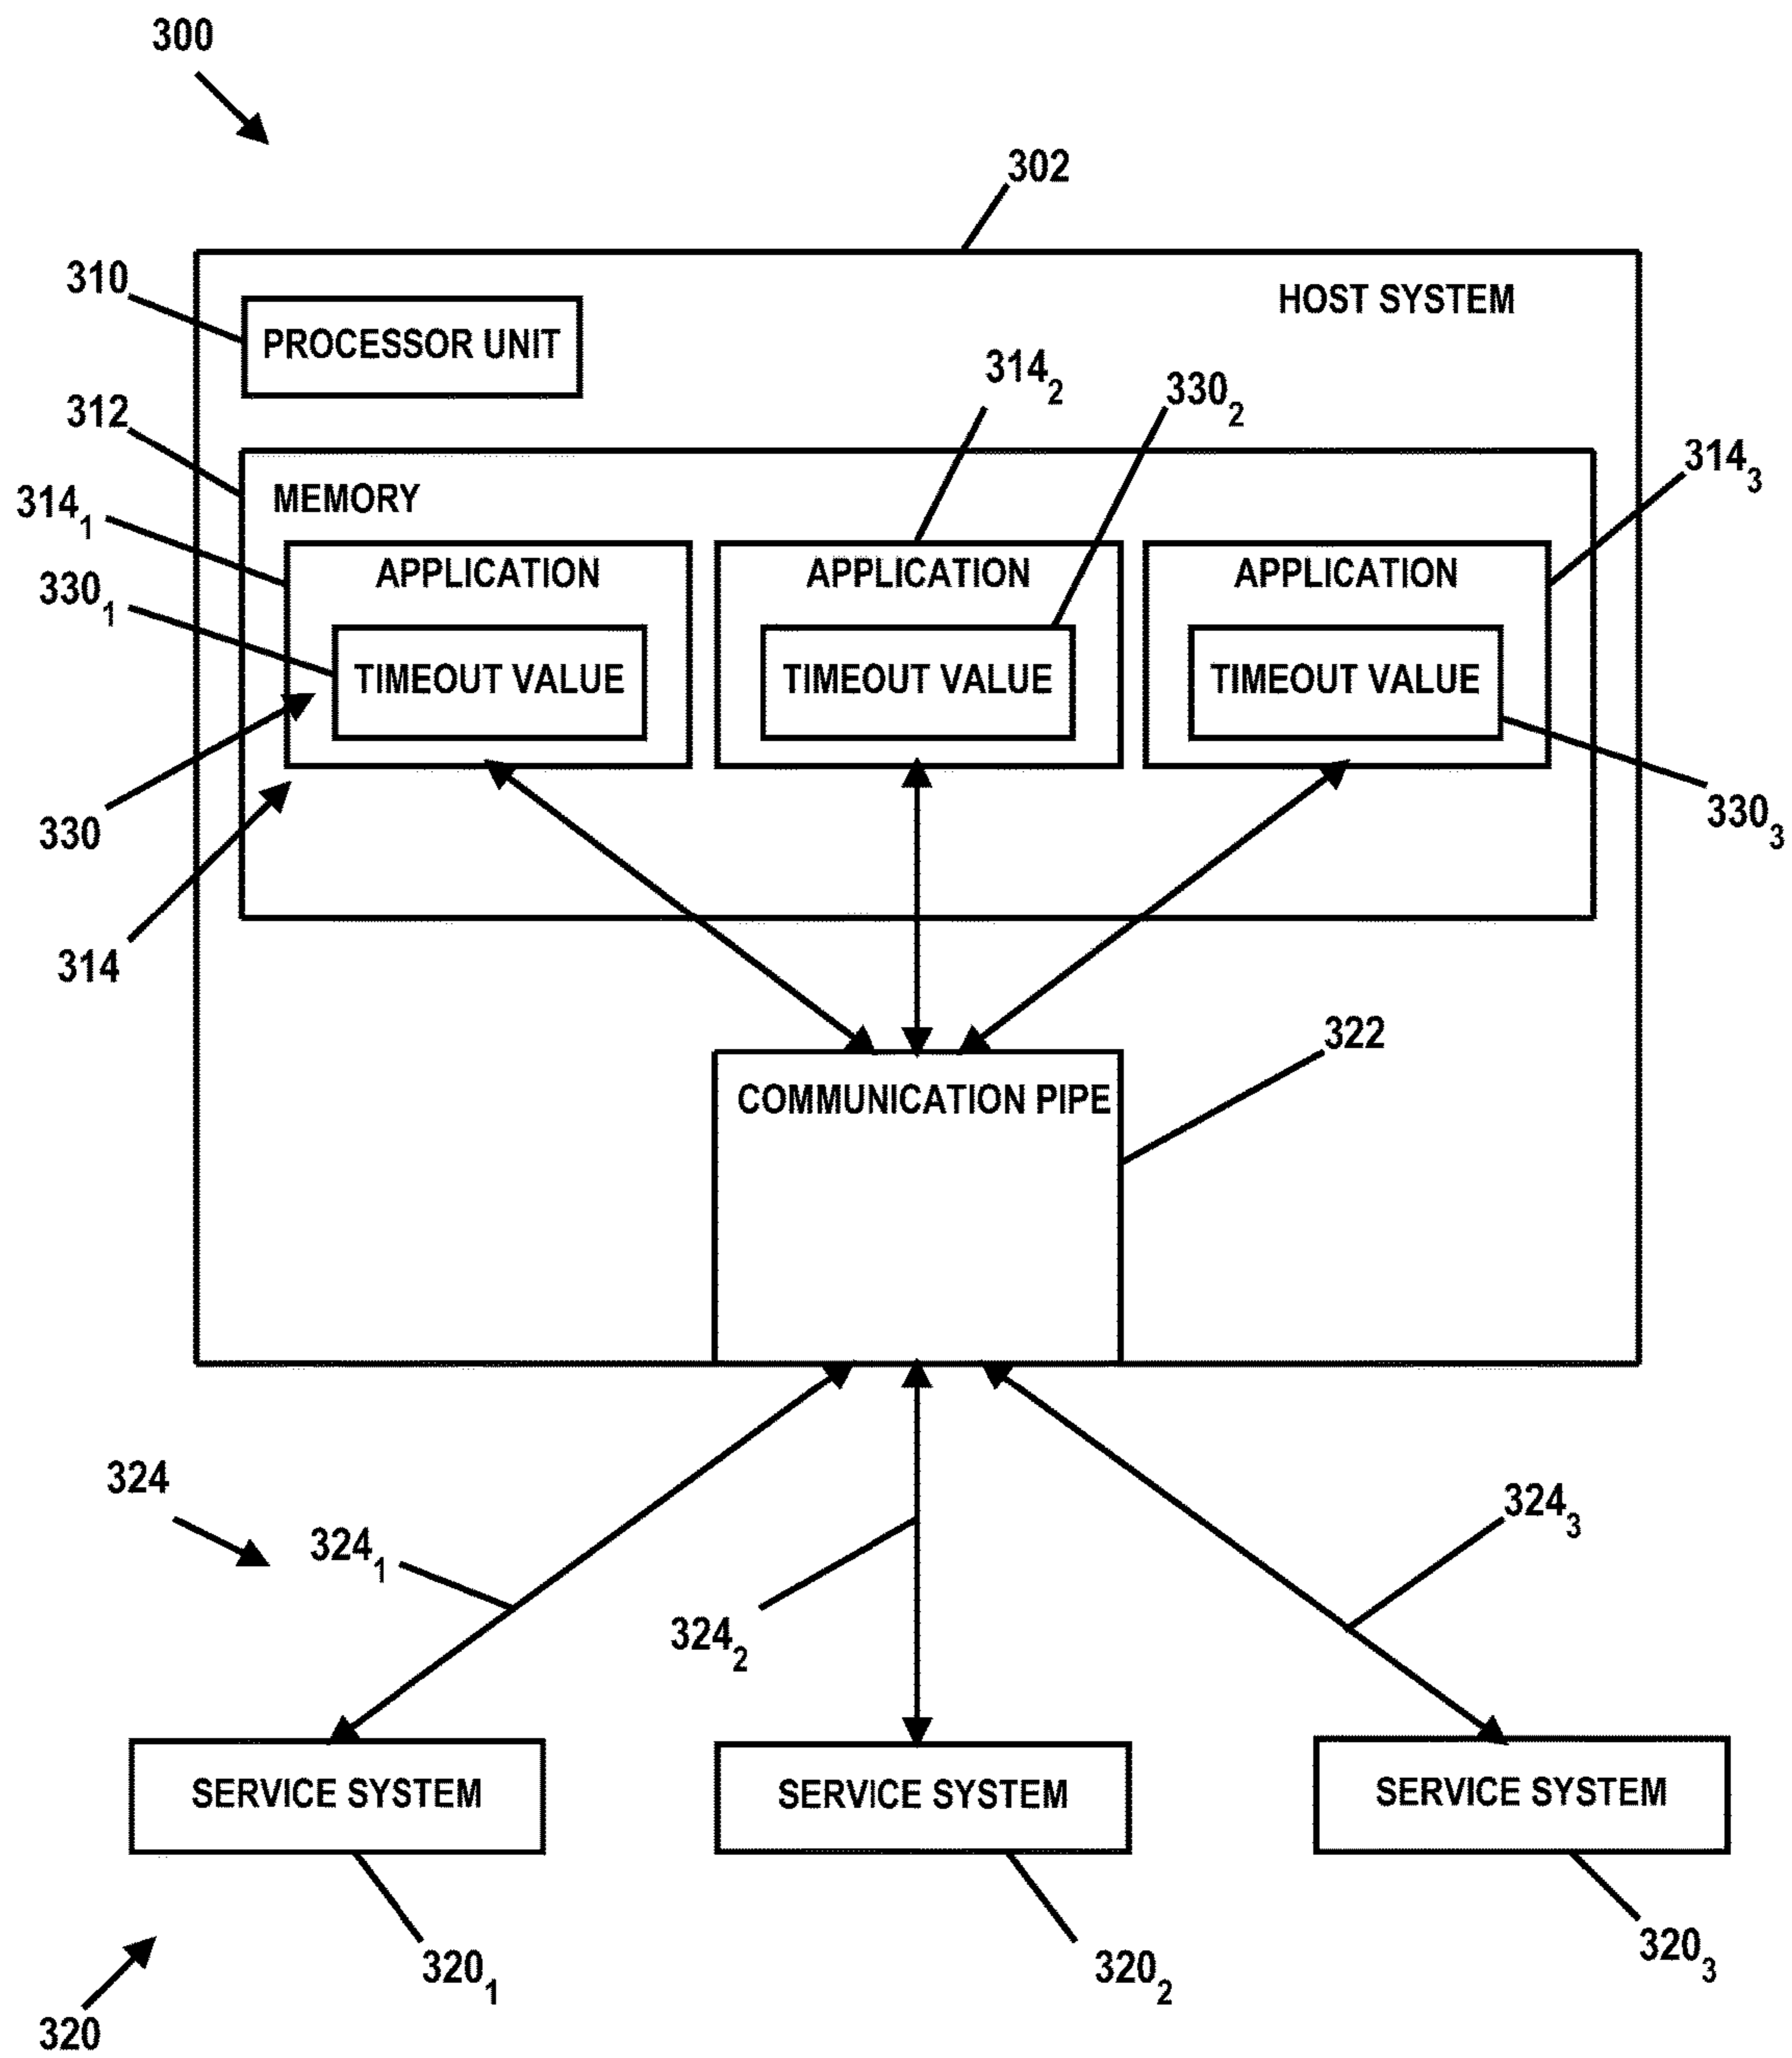 300
302
310
HOST SYSTEM
PROCESSOR UNIT
314₂
330₂
312
314₃
MEMORY
314₁
APPLICATION
APPLICATION
APPLICATION
330₁
TIMEOUT VALUE
TIMEOUT VALUE
TIMEOUT VALUE
330
330₃
314
322
COMMUNICATION PIPE
324
324₁
324₃
324₂
SERVICE SYSTEM
SERVICE SYSTEM
SERVICE SYSTEM
320₁
320₂
320₃
320